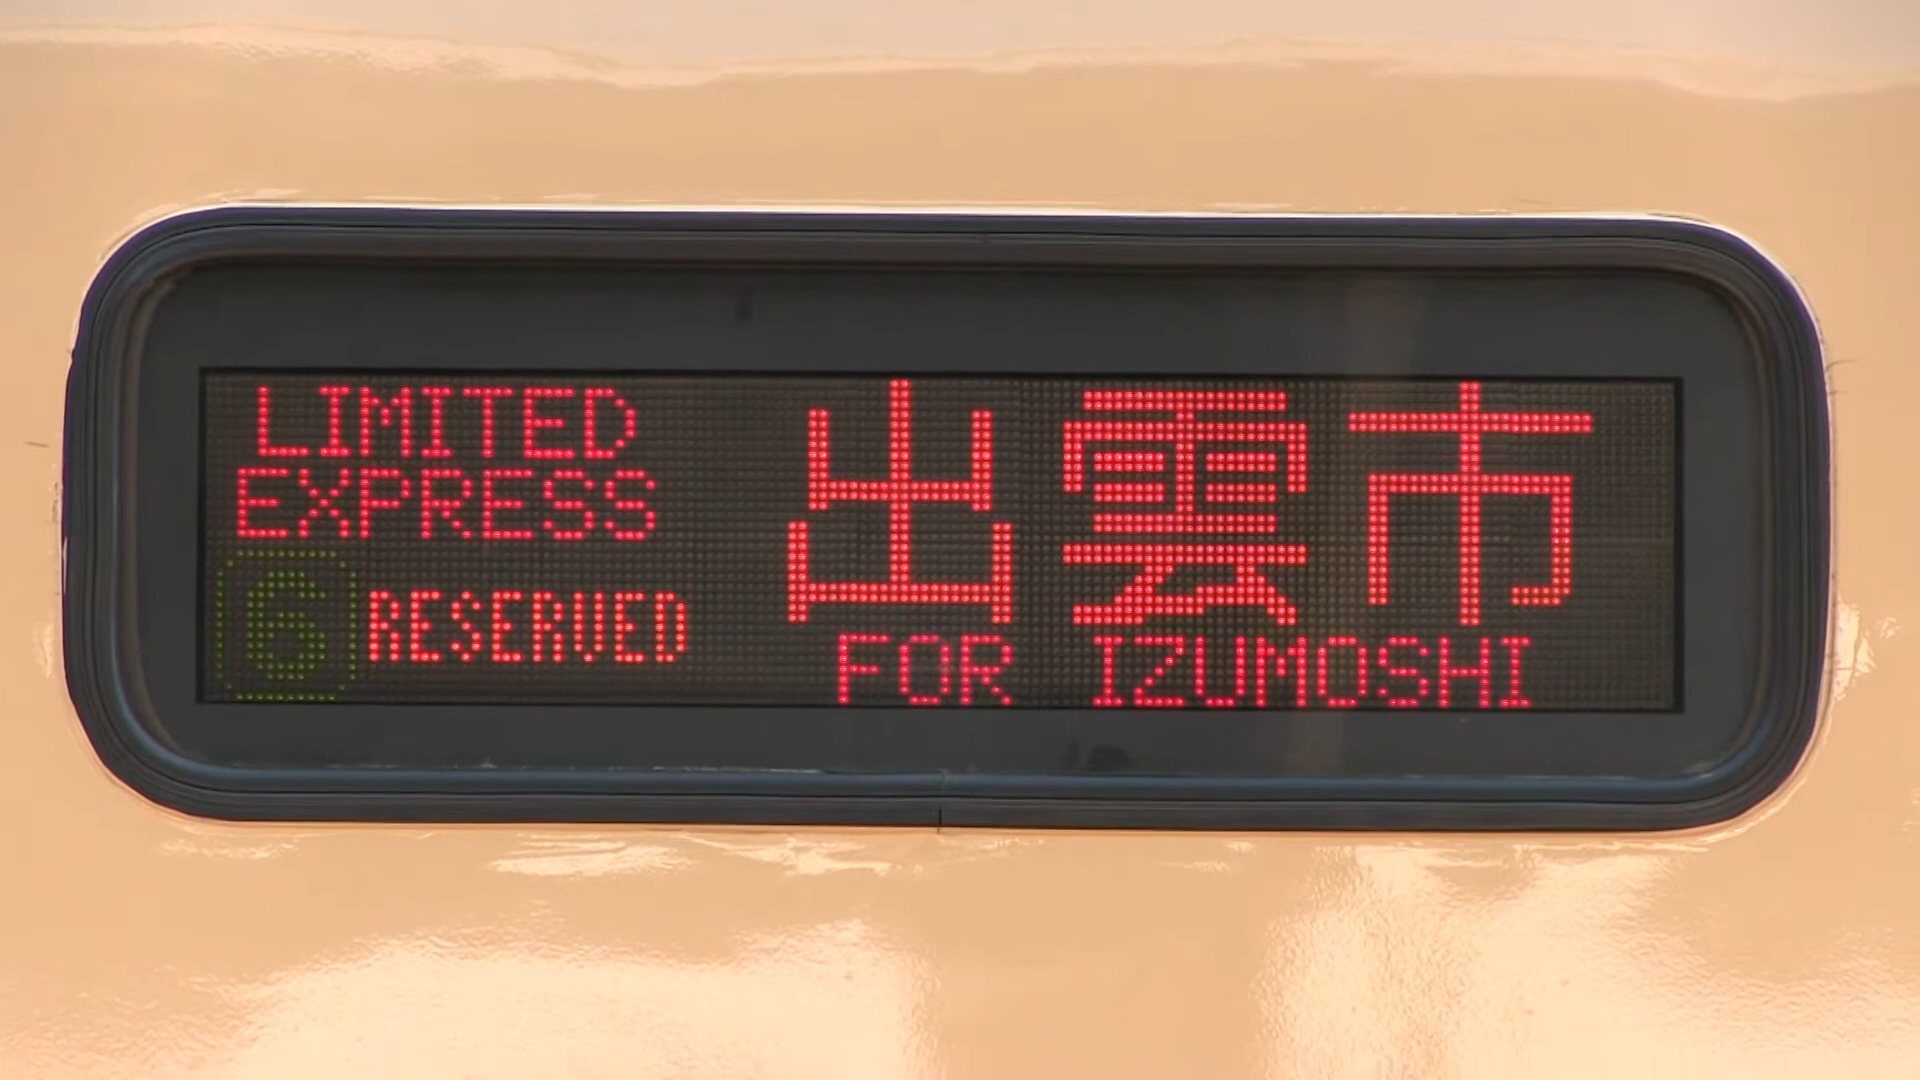 LIMITED
EXPRESS
6 RESERVED
出雲市
FOR IZUMOSHI